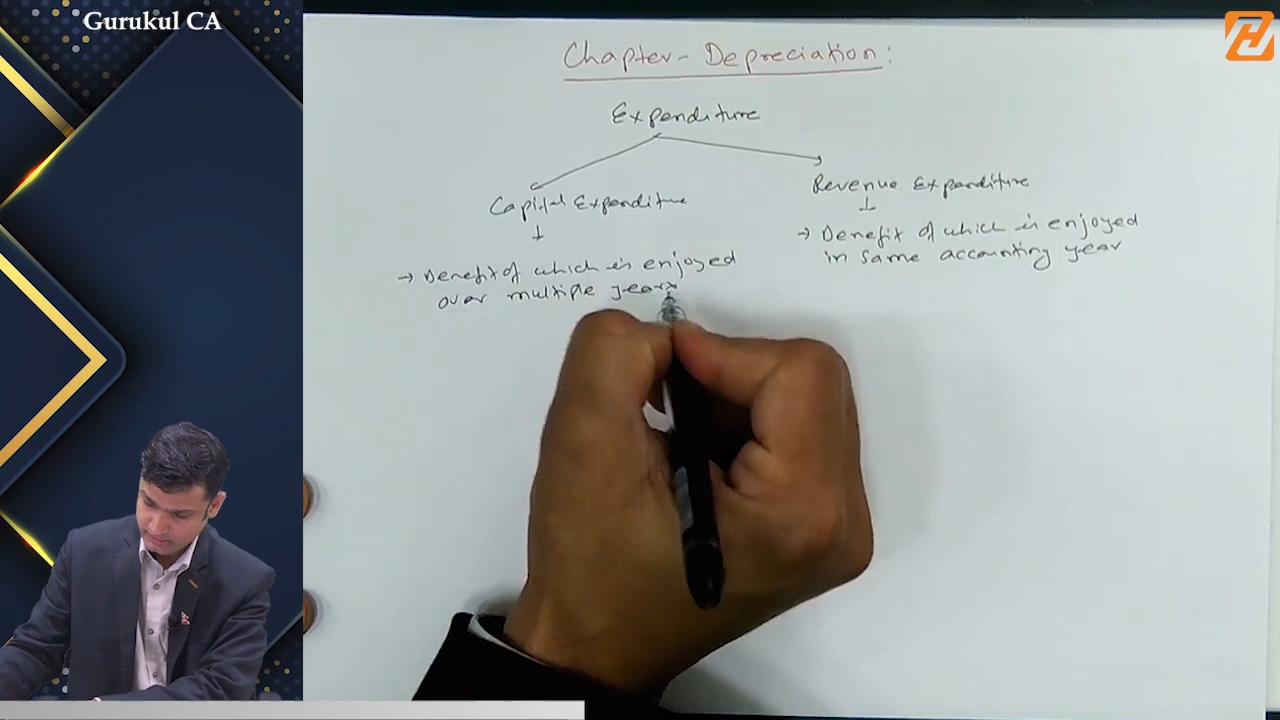 Gurukul CA
Chapter - Depreciation:
Expenditure
Capital Expenditure
Revenue Expenditure
→ Benefit of which is enjoyed
over multiple years
→ Benefit of which is enjoyed
in same accounting year